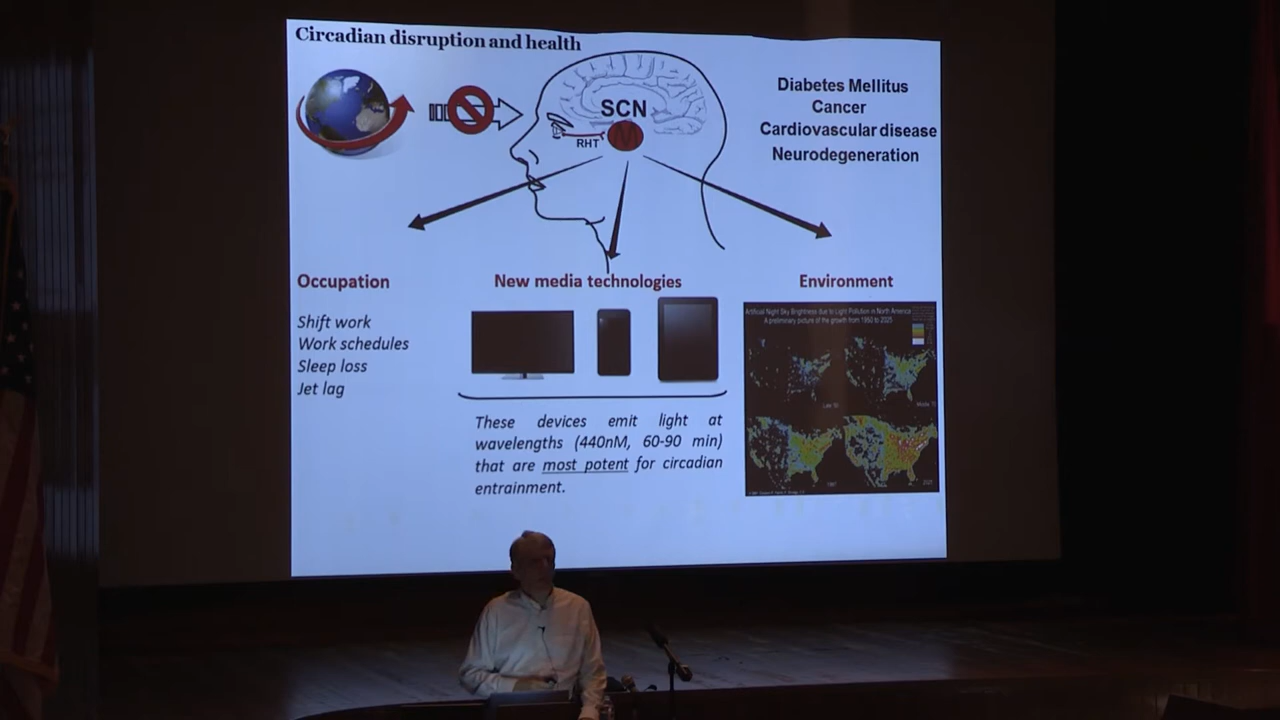 Circadian disruption and health
SCN
RHT
Diabetes Mellitus
Cancer
Cardiovascular disease
Neurodegeneration
Occupation
Shift work
Work schedules
Sleep loss
Jet lag
New media technologies
These devices emit light at
wavelengths (440nM, 60-90 min)
that are most potent for circadian
entrainment.
Environment
Artificial Night Sky Brightness due to Light Pollution in North America
A preliminary picture of the growth from 1950 to 2025
1997
2025